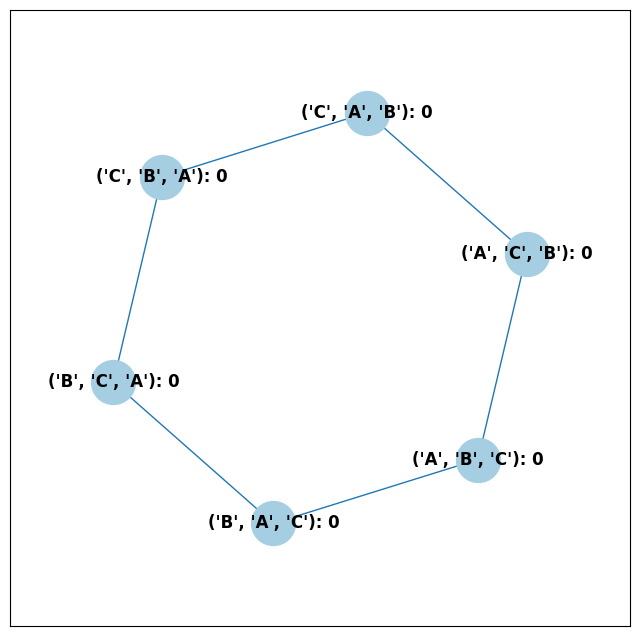 ('C', 'A', 'B'): 0
('C', 'B', 'A'): 0
('A', 'C', 'B'): 0
('B', 'C', 'A'): 0
('A', 'B', 'C'): 0
('B', 'A', 'C'): 0